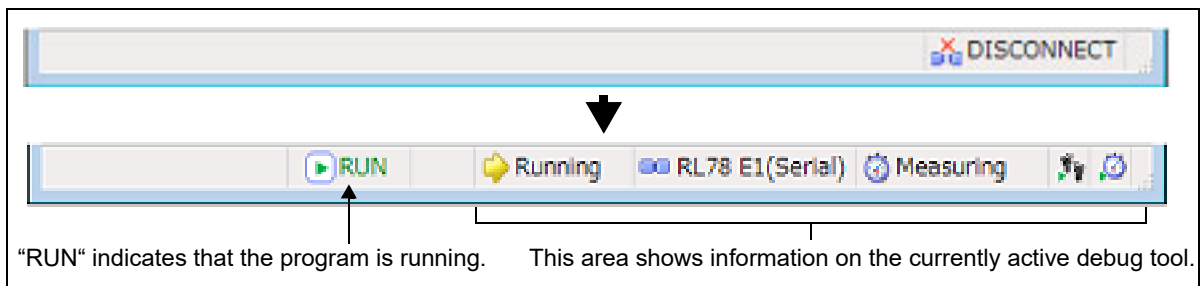 DISCONNECT
RUN Running RL78 E1(Serial) Measuring
“RUN“ indicates that the program is running. This area shows information on the currently active debug tool.